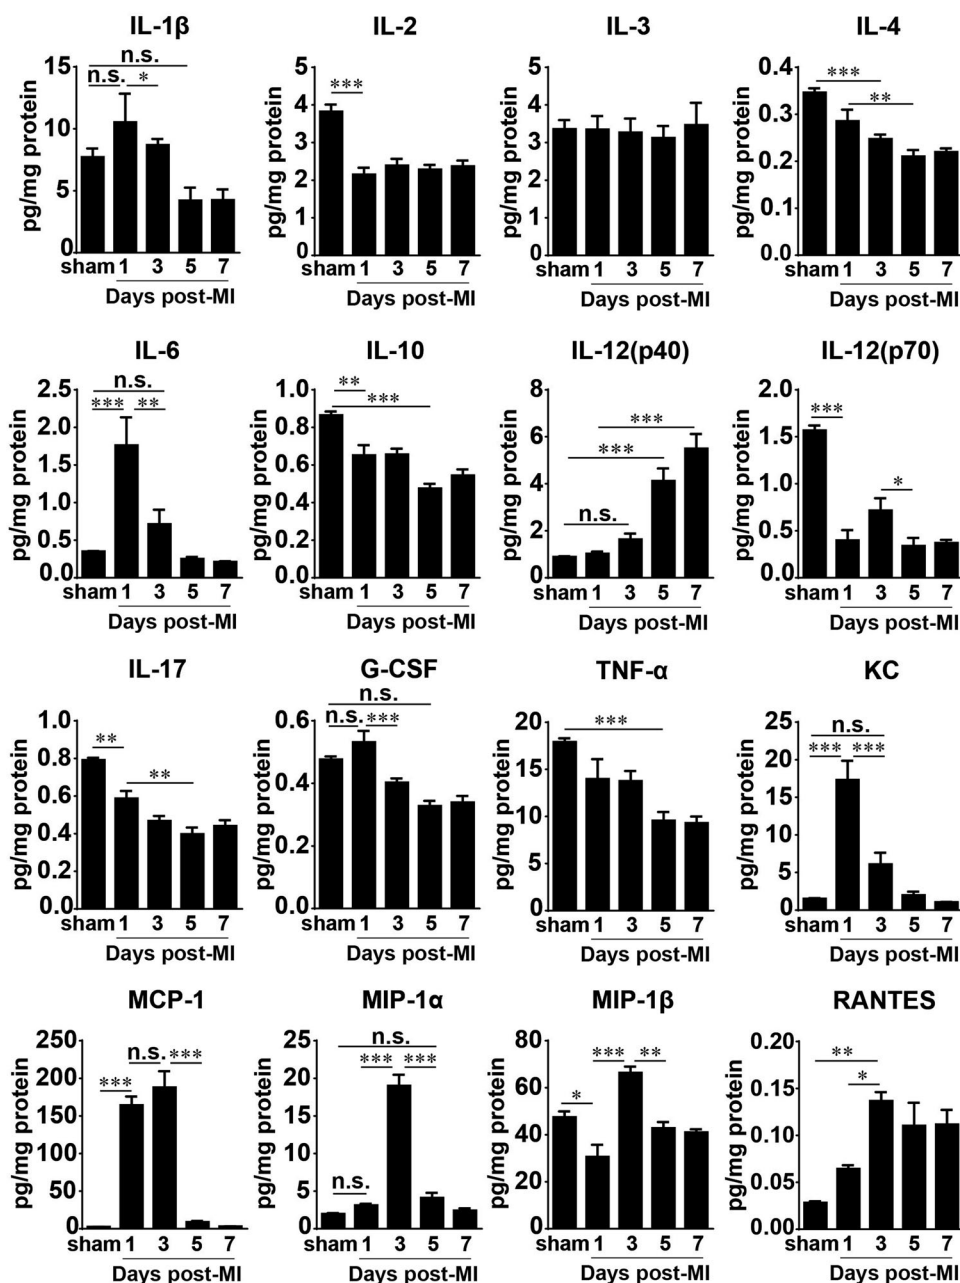 IL-1β
pg/mg protein
15
10
5
0
n.s.
n.s.
*
sham 1 3 5 7
Days post-MI
IL-2
pg/mg protein
5
4
3
2
1
0
***
sham 1 3 5 7
Days post-MI
IL-3
pg/mg protein
5
4
3
2
1
0
sham 1 3 5 7
Days post-MI
IL-4
pg/mg protein
0.4
0.3
0.2
0.1
0.0
***
**
sham 1 3 5 7
Days post-MI
IL-6
pg/mg protein
2.5
2.0
1.5
1.0
0.5
0.0
n.s.
*** **
sham 1 3 5 7
Days post-MI
IL-10
pg/mg protein
1.0
0.8
0.6
0.4
0.2
0.0
**
***
sham 1 3 5 7
Days post-MI
IL-12(p40)
pg/mg protein
8
6
4
2
0
***
***
n.s.
sham 1 3 5 7
Days post-MI
IL-12(p70)
pg/mg protein
2.0
1.5
1.0
0.5
0.0
***
*
sham 1 3 5 7
Days post-MI
IL-17
pg/mg protein
1.0
0.8
0.6
0.4
0.2
0.0
**
**
sham 1 3 5 7
Days post-MI
G-CSF
pg/mg protein
0.6
0.4
0.2
0.0
n.s.
n.s. ***
sham 1 3 5 7
Days post-MI
TNF-α
pg/mg protein
20
15
10
5
0
***
sham 1 3 5 7
Days post-MI
KC
pg/mg protein
25
20
15
10
5
0
n.s.
*** ***
sham 1 3 5 7
Days post-MI
MCP-1
pg/mg protein
250
200
150
100
50
0
n.s. ***
***
sham 1 3 5 7
Days post-MI
MIP-1α
pg/mg protein
25
20
15
10
5
0
n.s.
*** ***
n.s.
sham 1 3 5 7
Days post-MI
MIP-1β
pg/mg protein
80
60
40
20
0
*** **
*
sham 1 3 5 7
Days post-MI
RANTES
pg/mg protein
0.20
0.15
0.10
0.05
0.00
**
*
sham 1 3 5 7
Days post-MI